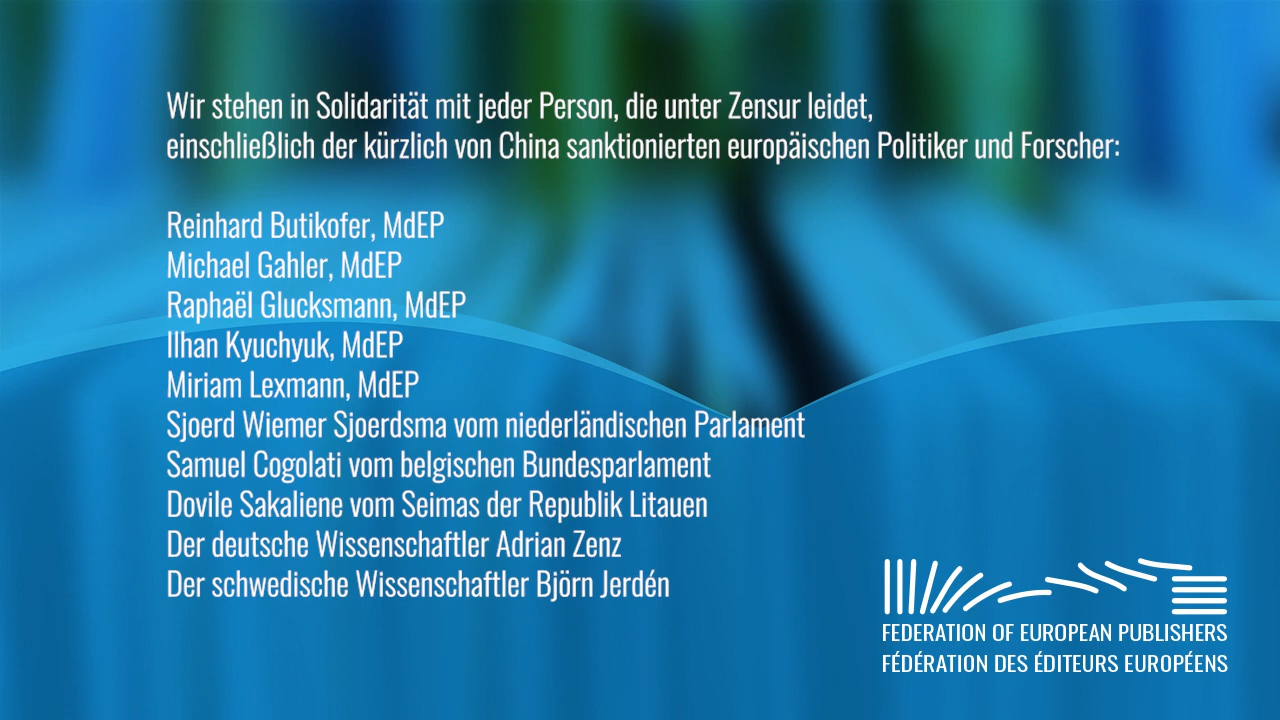 Wir stehen in Solidarität mit jeder Person, die unter Zensur leidet,
einschließlich der kürzlich von China sanktionierten europäischen Politiker und Forscher:
Reinhard Butikofer, MdEP
Michael Gahler, MdEP
Raphaël Glucksmann, MdEP
Ilhan Kyuchyuk, MdEP
Miriam Lexmann, MdEP
Sjoerd Wiemer Sjoerdsma vom niederländischen Parlament
Samuel Cogolati vom belgischen Bundesparlament
Dovile Sakaliene vom Seimas der Republik Litauen
Der deutsche Wissenschaftler Adrian Zenz
Der schwedische Wissenschaftler Björn Jerdén
FEDERATION OF EUROPEAN PUBLISHERS
FÉDÉRATION DES ÉDITEURS EUROPÉENS